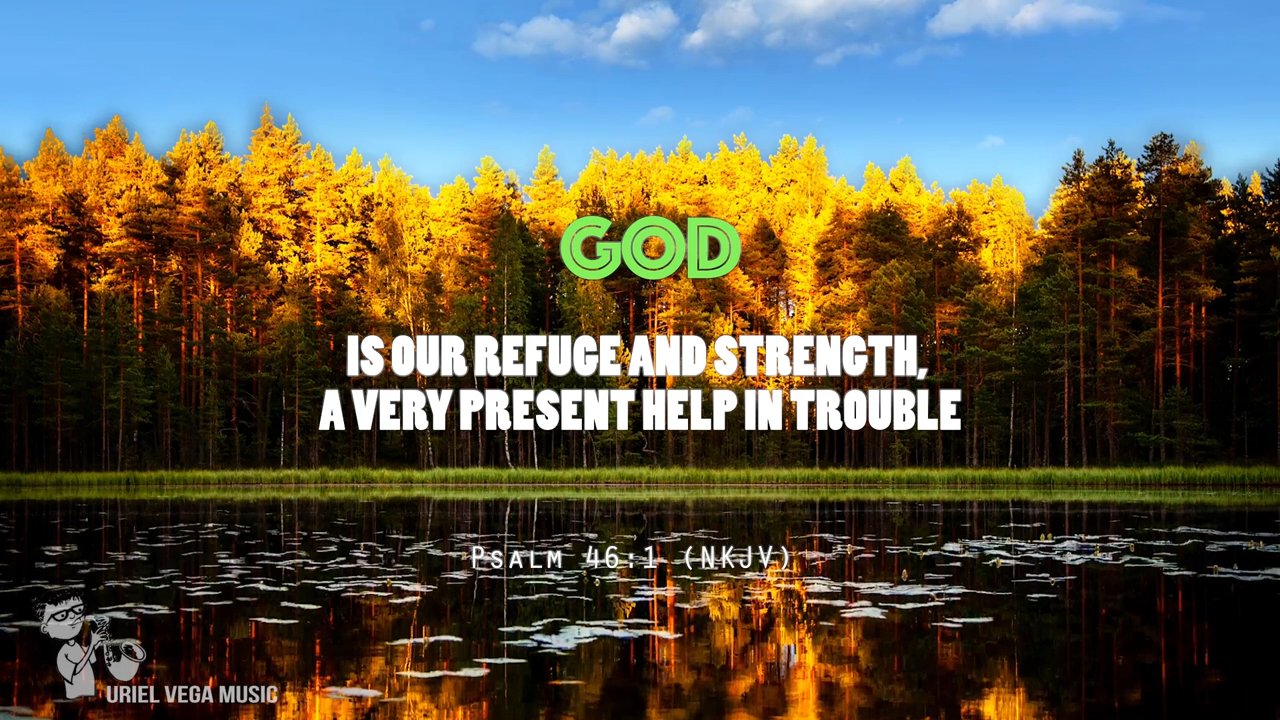 GOD
IS OUR REFUGE AND STRENGTH,
A VERY PRESENT HELP IN TROUBLE
Psalm 46:1 (NKJV)
URIEL VEGA MUSIC